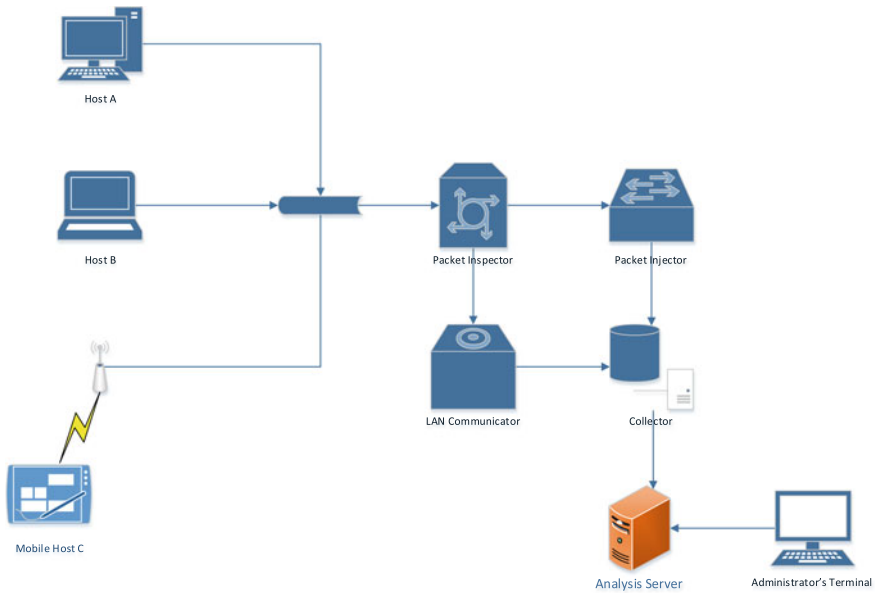 Host A
Host B
Packet Inspector
Packet Injector
LAN Communicator
Collector
Mobile Host C
Analysis Server
Administrator's Terminal